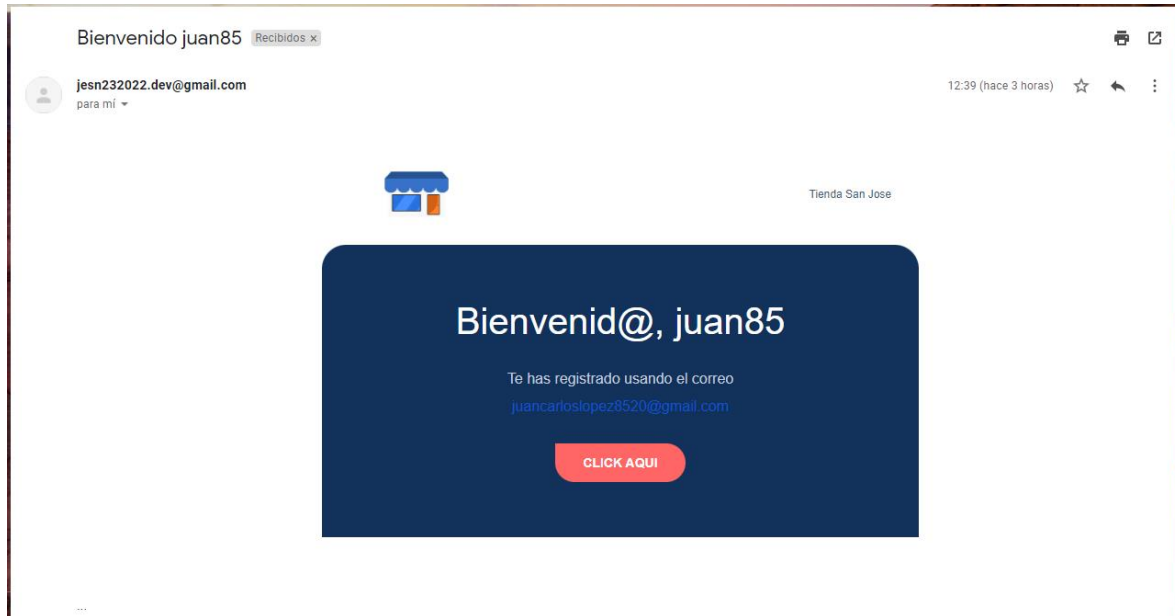 Bienvenido juan85 Recibidos x
jesn232022.dev@gmail.com
12:39 (hace 3 horas)
para mí
Tienda San Jose
Bienvenid@, juan85
Te has registrado usando el correo
juancarloslopez8520@gmail.com
CLICK AQUI
...